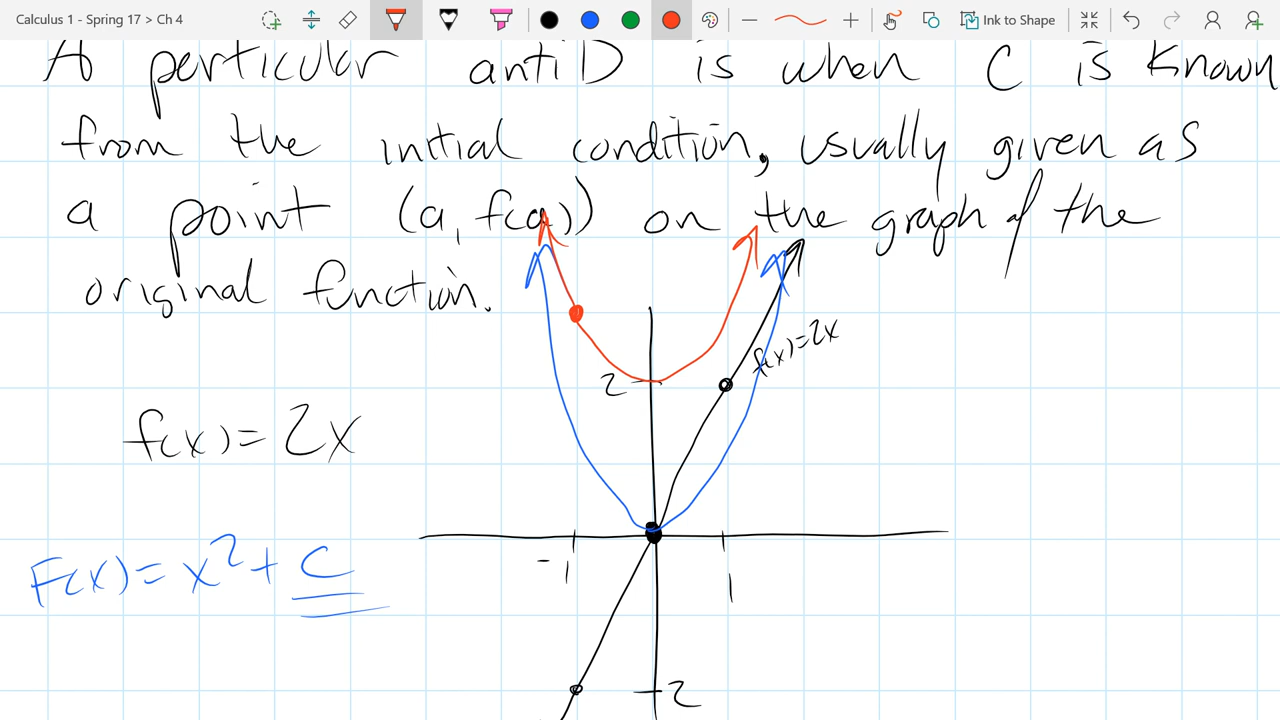 Calculus 1 - Spring 17 > Ch 4
Ink to Shape
A perticular antiD is when C is known
from the initial condition, usually given as
a point (a, f(a)) on the graph of the
original function.
f(x)=2x
2
f(x)=2x
F(x)=x²+C
-1
1
-2